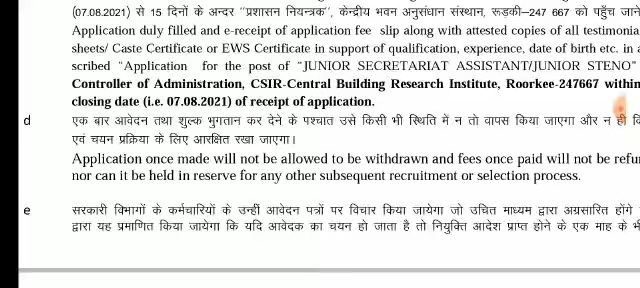 (07.08.2021) से 15 दिनों के अन्दर "प्रशासन नियन्त्रक", केन्द्रीय भवन अनुसंधान संस्थान, रूड़की–247 667 को पहुँच जाने
Application duly filled and e-receipt of application fee slip along with attested copies of all testimonia
sheets/ Caste Certificate or EWS Certificate in support of qualification, experience, date of birth etc. in a
scribed "Application for the post of "JUNIOR SECRETARIAT ASSISTANT/JUNIOR STENO"
Controller of Administration, CSIR-Central Building Research Institute, Roorkee-247667 within
closing date (i.e. 07.08.2021) of receipt of application.
d एक बार आवेदन तथा शुल्क भुगतान कर देने के पश्चात उसे किसी भी स्थिति में न तो वापस किया जाएगा और न ही कि
एवं चयन प्रक्रिया के लिए आरक्षित रखा जाएगा।
Application once made will not be allowed to be withdrawn and fees once paid will not be refu
nor can it be held in reserve for any other subsequent recruitment or selection process.
e सरकारी विभागों के कर्मचारियों के उन्हीं आवेदन पत्रों पर विचार किया जायेगा जो उचित माध्यम द्वारा अग्रसारित होंगे
द्वारा यह प्रमाणित किया जायेगा कि यदि आवेदक का चयन हो जाता है तो नियुक्ति आदेश प्राप्त होने के एक माह के भी